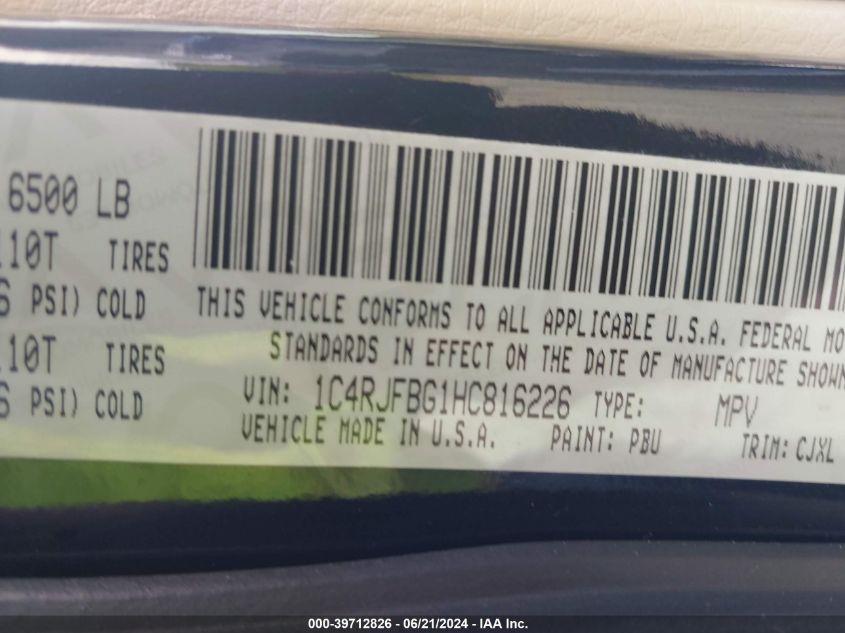 6500 LB
110T TIRES
PSI) COLD
110T TIRES
PSI) COLD
THIS VEHICLE CONFORMS TO ALL APPLICABLE U.S.A. FEDERAL MO
STANDARDS IN EFFECT ON THE DATE OF MANUFACTURE SHOWN
VIN: 1C4RJFBG1HC816226 TYPE: MPV
VEHICLE MADE IN U.S.A. PAINT: PBU TRIM: CJXL
000-39712826 - 06/21/2024 - IAA Inc.